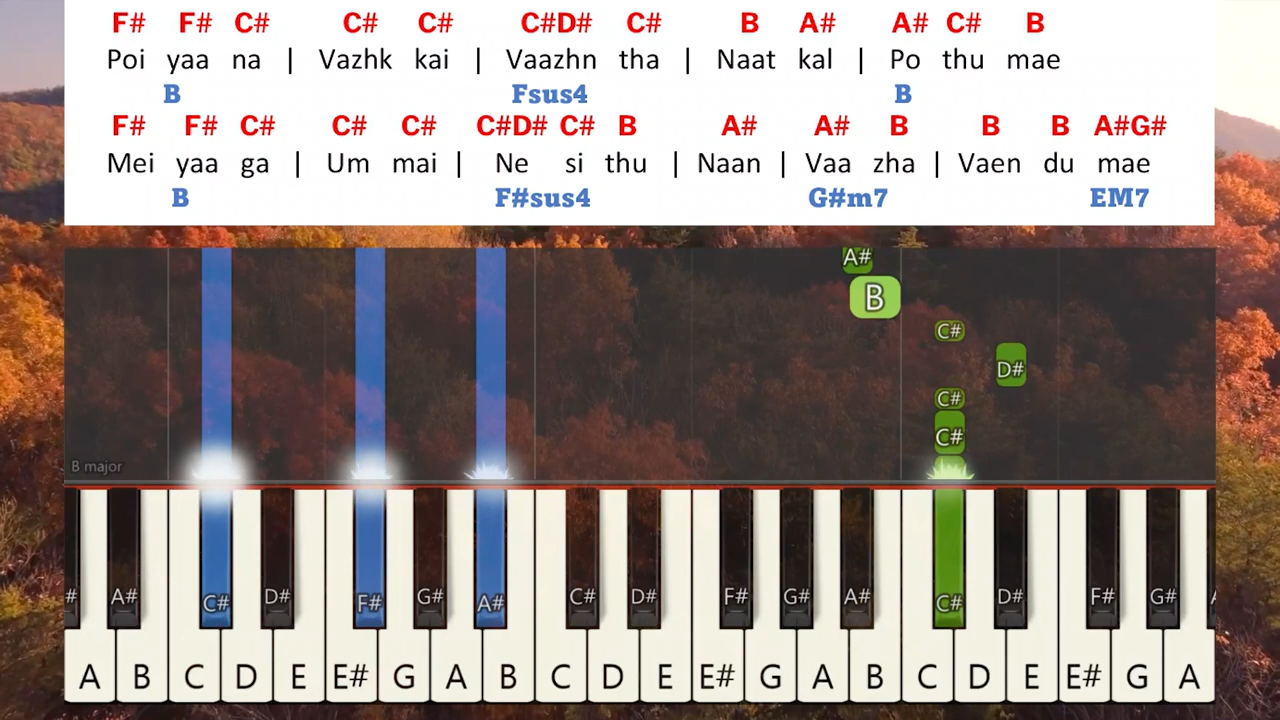 F# F# C# C# C# C#D# C# B A# A# C# B
Poi yaa na | Vazhk kai | Vaazhn tha | Naat kal | Po thu mae
B Fsus4 B
F# F# C# C# C# C#D# C# B A# A# B B B A#G#
Mei yaa ga | Um mai | Ne si thu | Naan | Vaa zha | Vaen du mae
B F#sus4 G#m7 EM7
A#
B
C#
D#
C#
C#
B major
# A# C# D# F# G# A# C# D# F# G# A# C# D# F# G# A
A B C D E E# G A B C D E E# G A B C D E E# G A